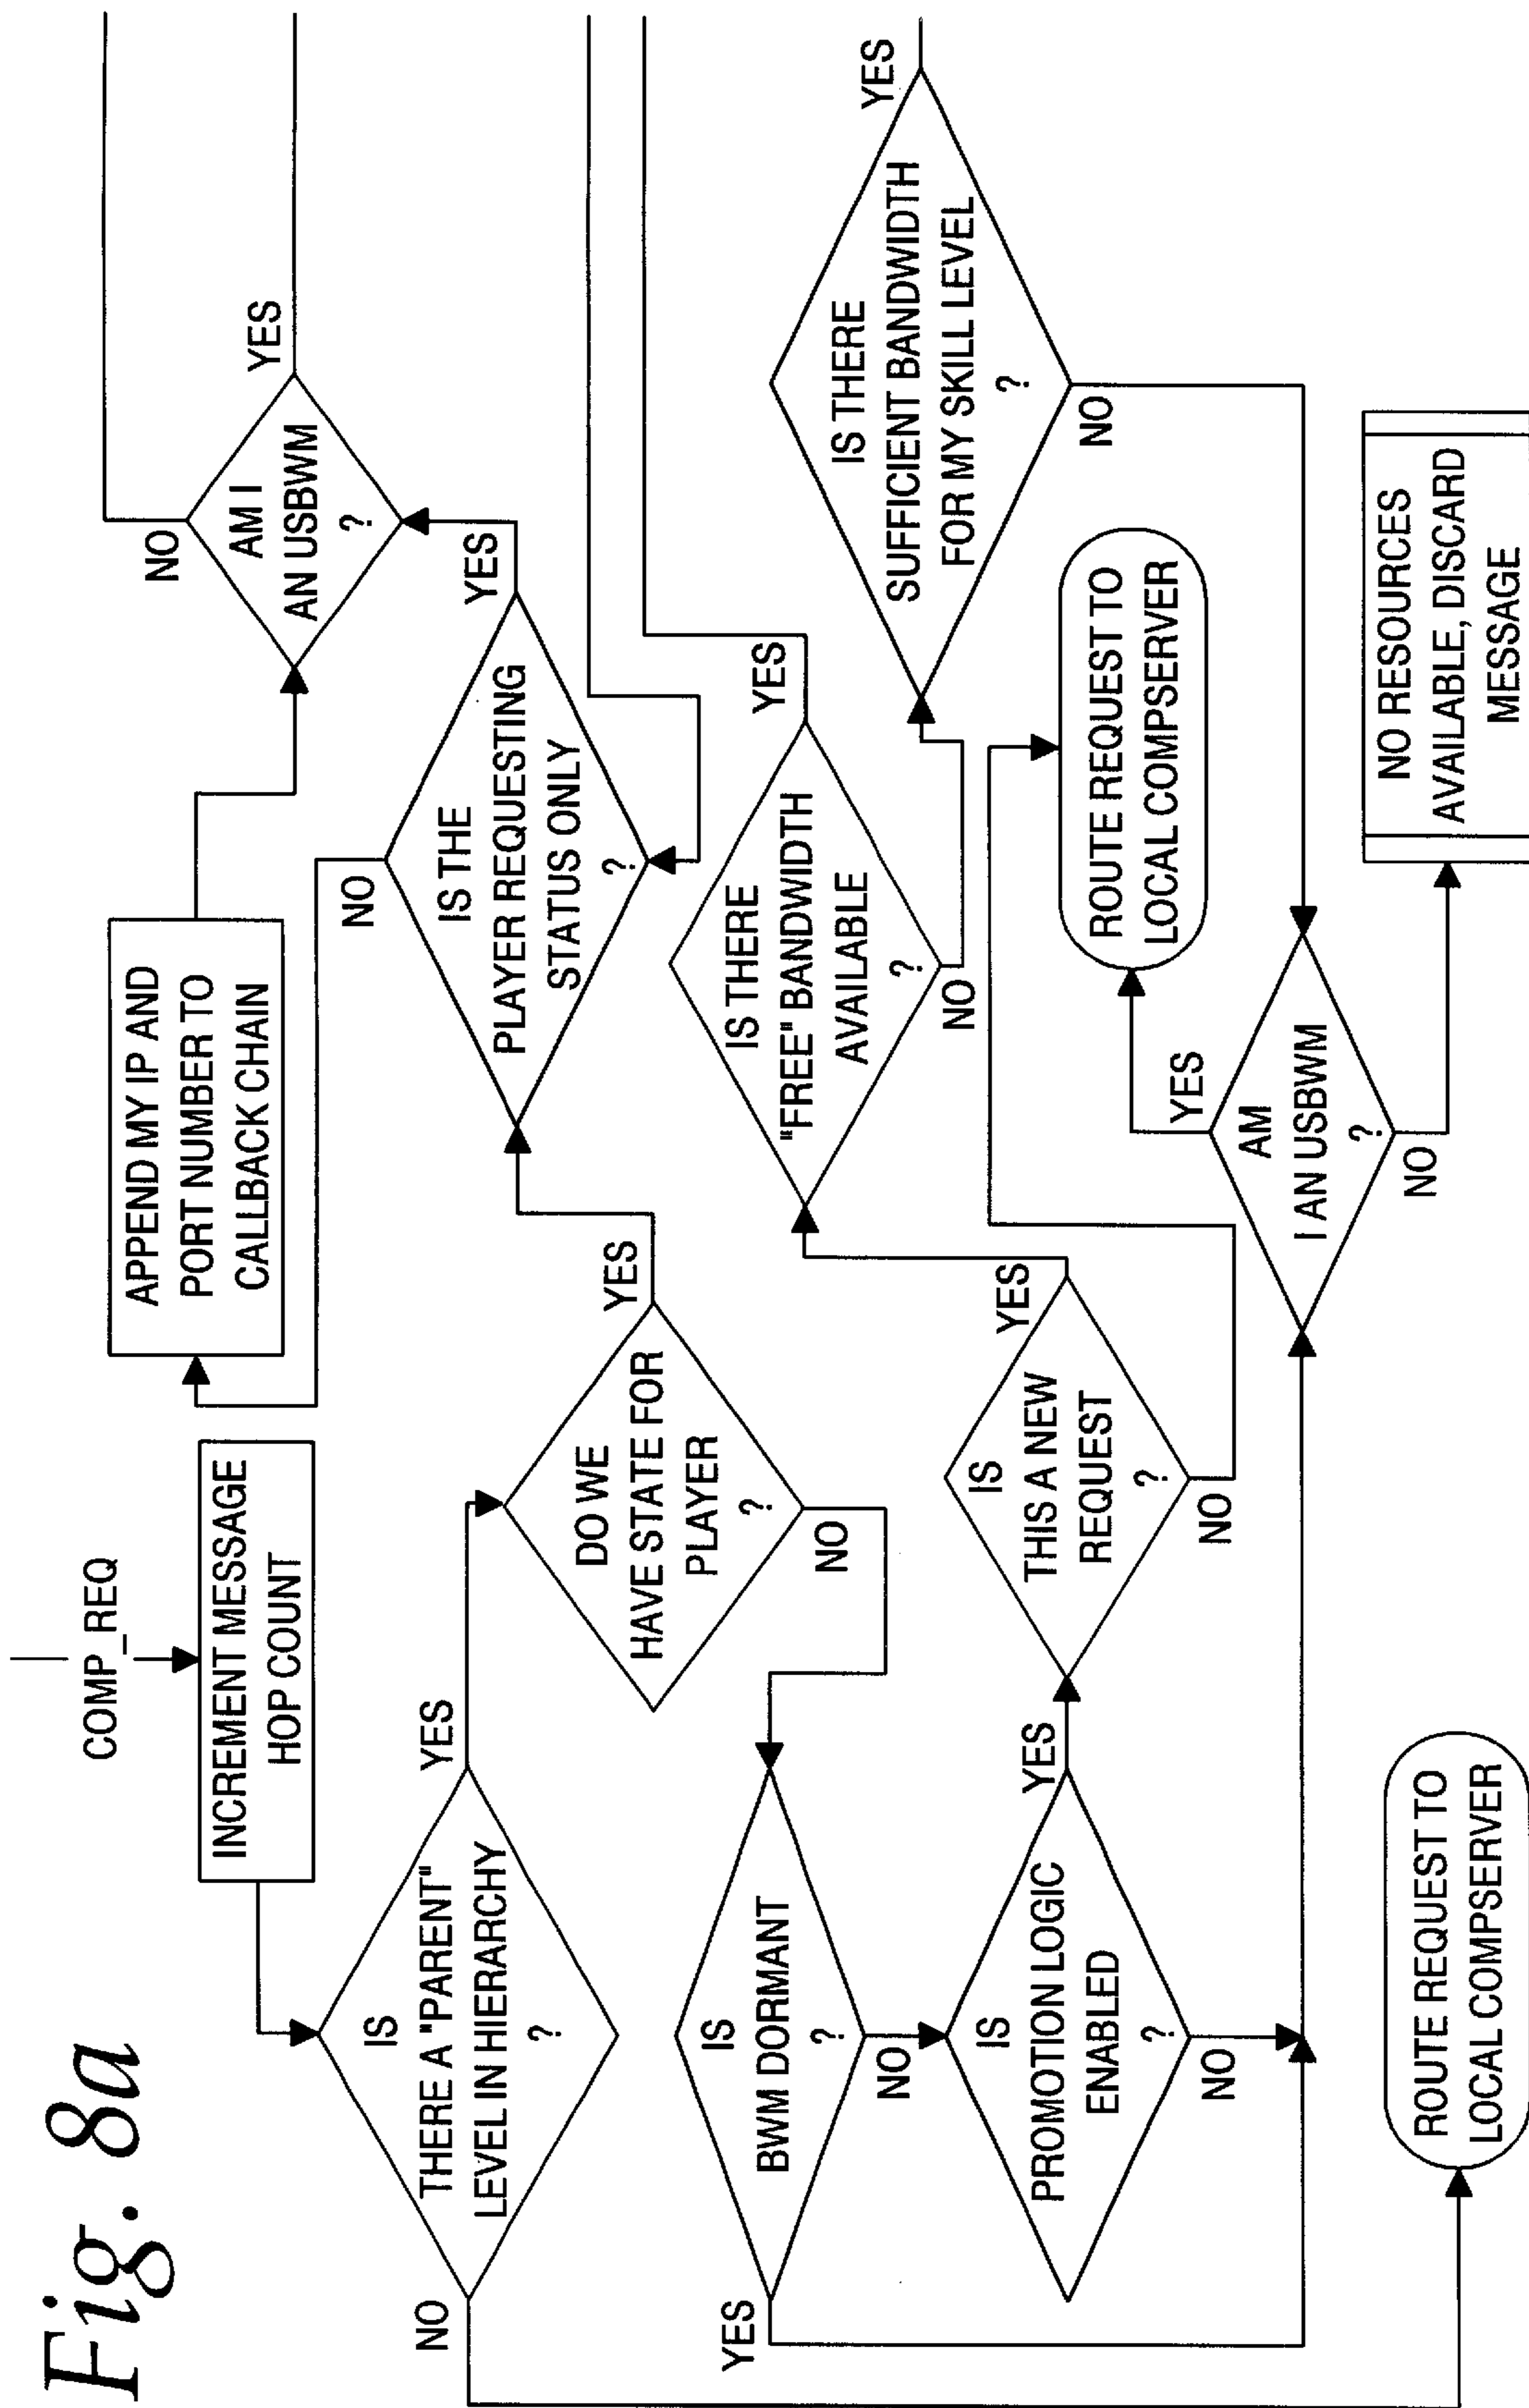 Fig. 8a
COMP_REQ
INCREMENT MESSAGE
HOP COUNT
IS
THERE A "PARENT"
LEVEL IN HIERARCHY
?
NO
YES
DO WE
HAVE STATE FOR
PLAYER
?
YES
NO
APPEND MY IP AND
PORT NUMBER TO
CALLBACK CHAIN
NO
IS THE
PLAYER REQUESTING
STATUS ONLY
?
YES
NO
AM I
AN USBWM
?
YES
IS
BWM DORMANT
?
YES
NO
IS
PROMOTION LOGIC
ENABLED
?
YES
NO
IS
THIS A NEW
REQUEST
?
YES
NO
IS THERE
"FREE" BANDWIDTH
AVAILABLE
?
YES
NO
IS THERE
SUFFICIENT BANDWIDTH
FOR MY SKILL LEVEL
?
YES
NO
ROUTE REQUEST TO
LOCAL COMPSERVER
AM
I AN USBWM
?
YES
NO
NO RESOURCES
AVAILABLE, DISCARD
MESSAGE
ROUTE REQUEST TO
LOCAL COMPSERVER